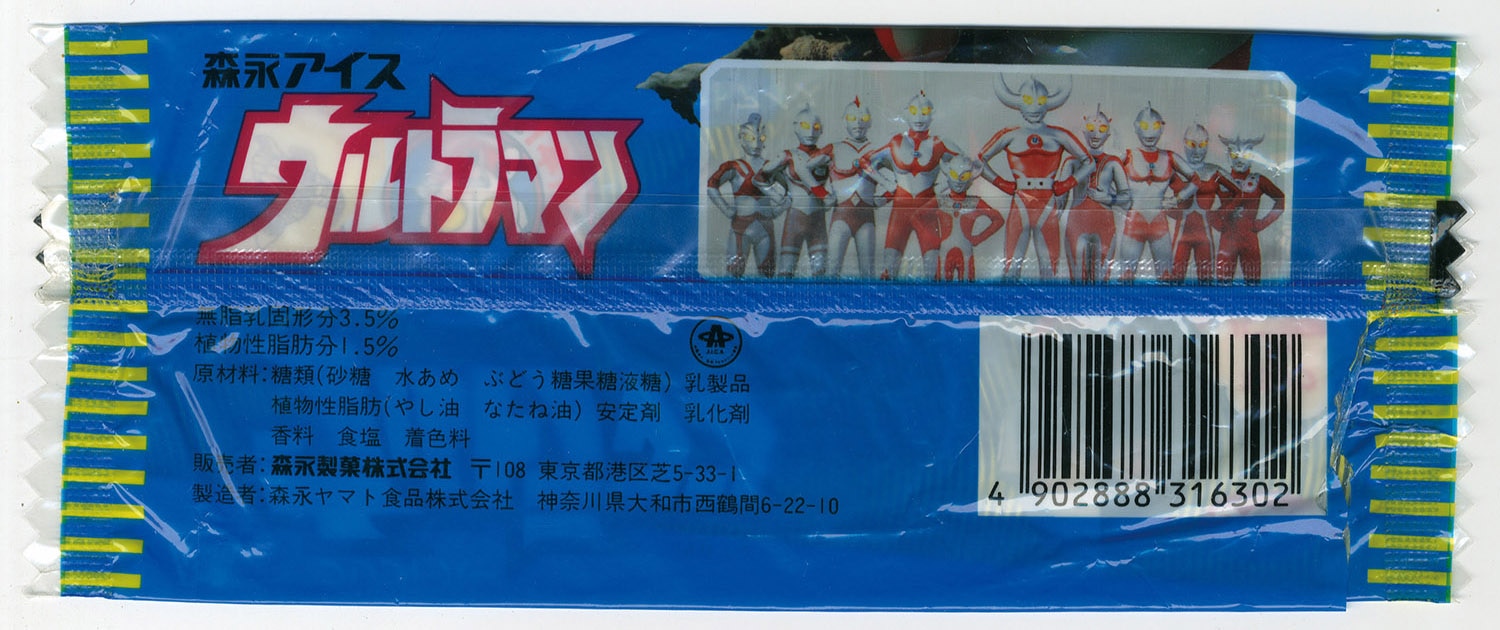 森永アイス
ウルトラマン
無脂乳固形分3.5%
植物性脂肪分1.5%
原材料:糖類(砂糖 水あめ ぶどう糖果糖液糖) 乳製品
植物性脂肪(やし油 なたね油) 安定剤 乳化剤
香料 食塩 着色料
販売者:森永製菓株式会社 〒108 東京都港区芝5-33-1
製造者:森永ヤマト食品株式会社 神奈川県大和市西鶴間6-22-10
4 902888 316302